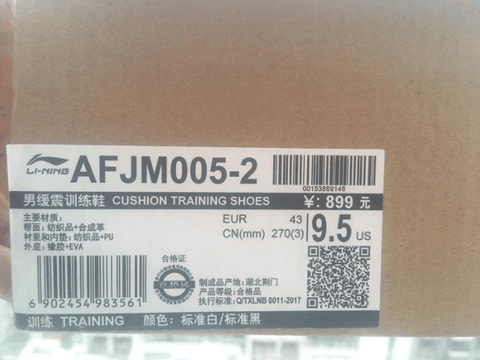 LI-NING AFJM005-2
00153869148
男缓震训练鞋 CUSHION TRAINING SHOES ¥: 899 元
主要材质:
帮面: 纺织品+合成革
衬里和内垫: 纺织品+PU
外底: 橡胶+EVA
EUR 43
CN(mm) 270(3)
9.5 US
合格证
制成品产地: 湖北荆门
产品等级: 合格品
执行标准: Q/TXLNB 0011-2017
6 902454 983561
训练 TRAINING 颜色: 标准白/标准黑